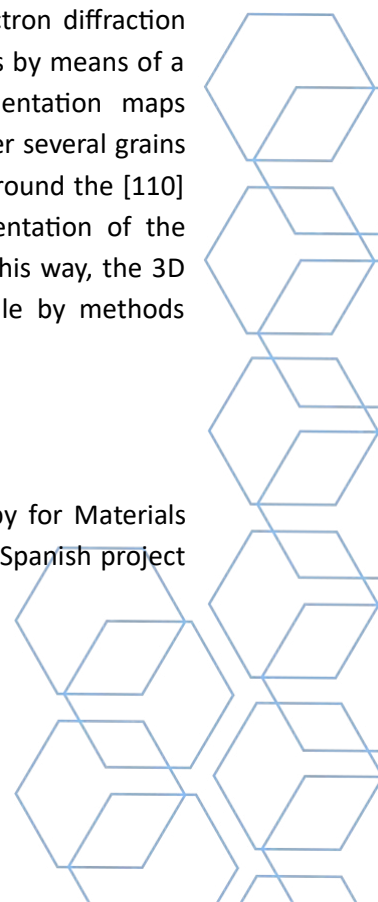 tron diffraction
s by means of a
entation maps
er several grains
round the [110]
entation of the
his way, the 3D
le by methods
py for Materials
Spanish project